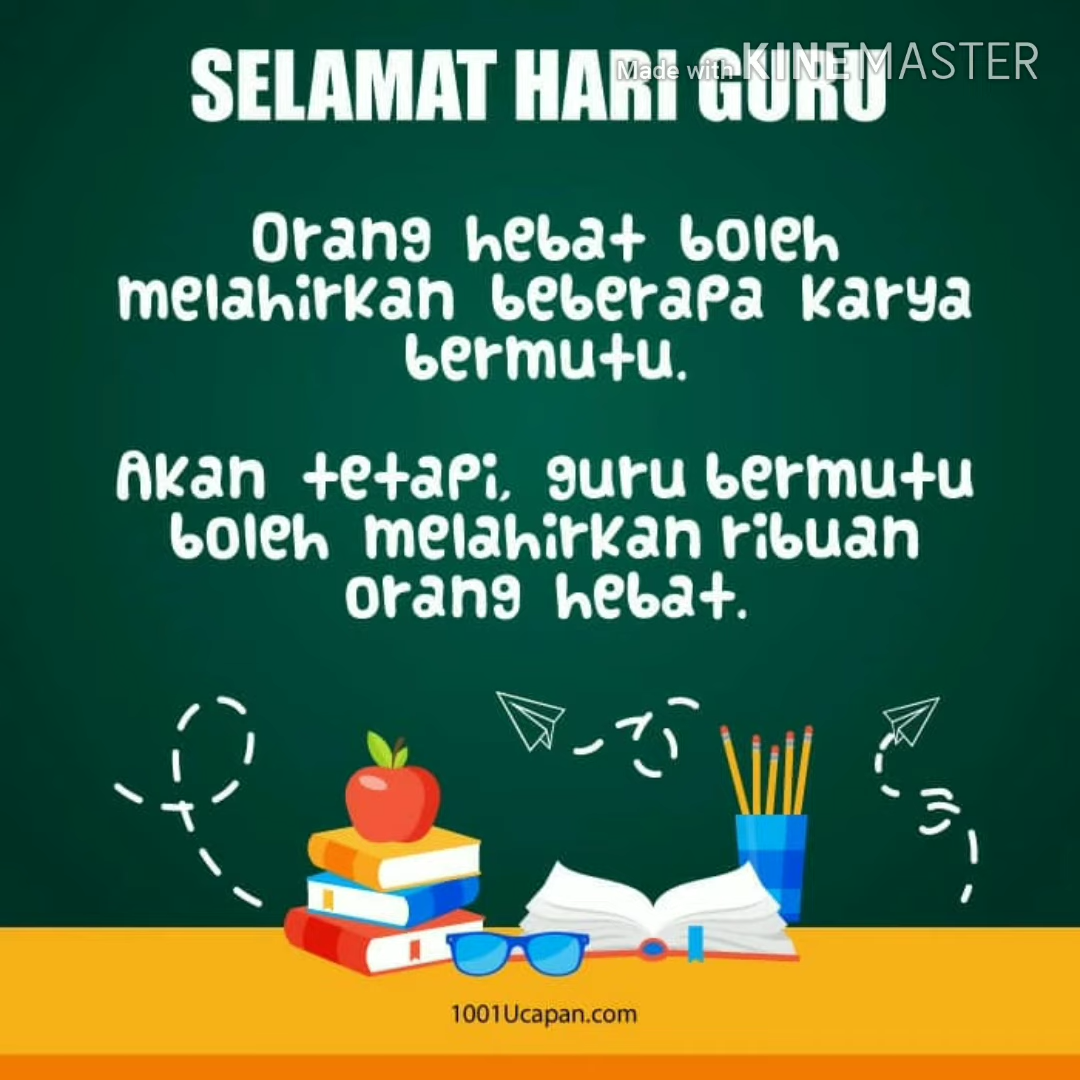 SELAMAT HARI GURU
Made with KINEMASTER
Orang hebat boleh
melahirkan beberapa karya
bermutu.
Akan tetapi, guru bermutu
boleh melahirkan ribuan
orang hebat.
1001Ucapan.com